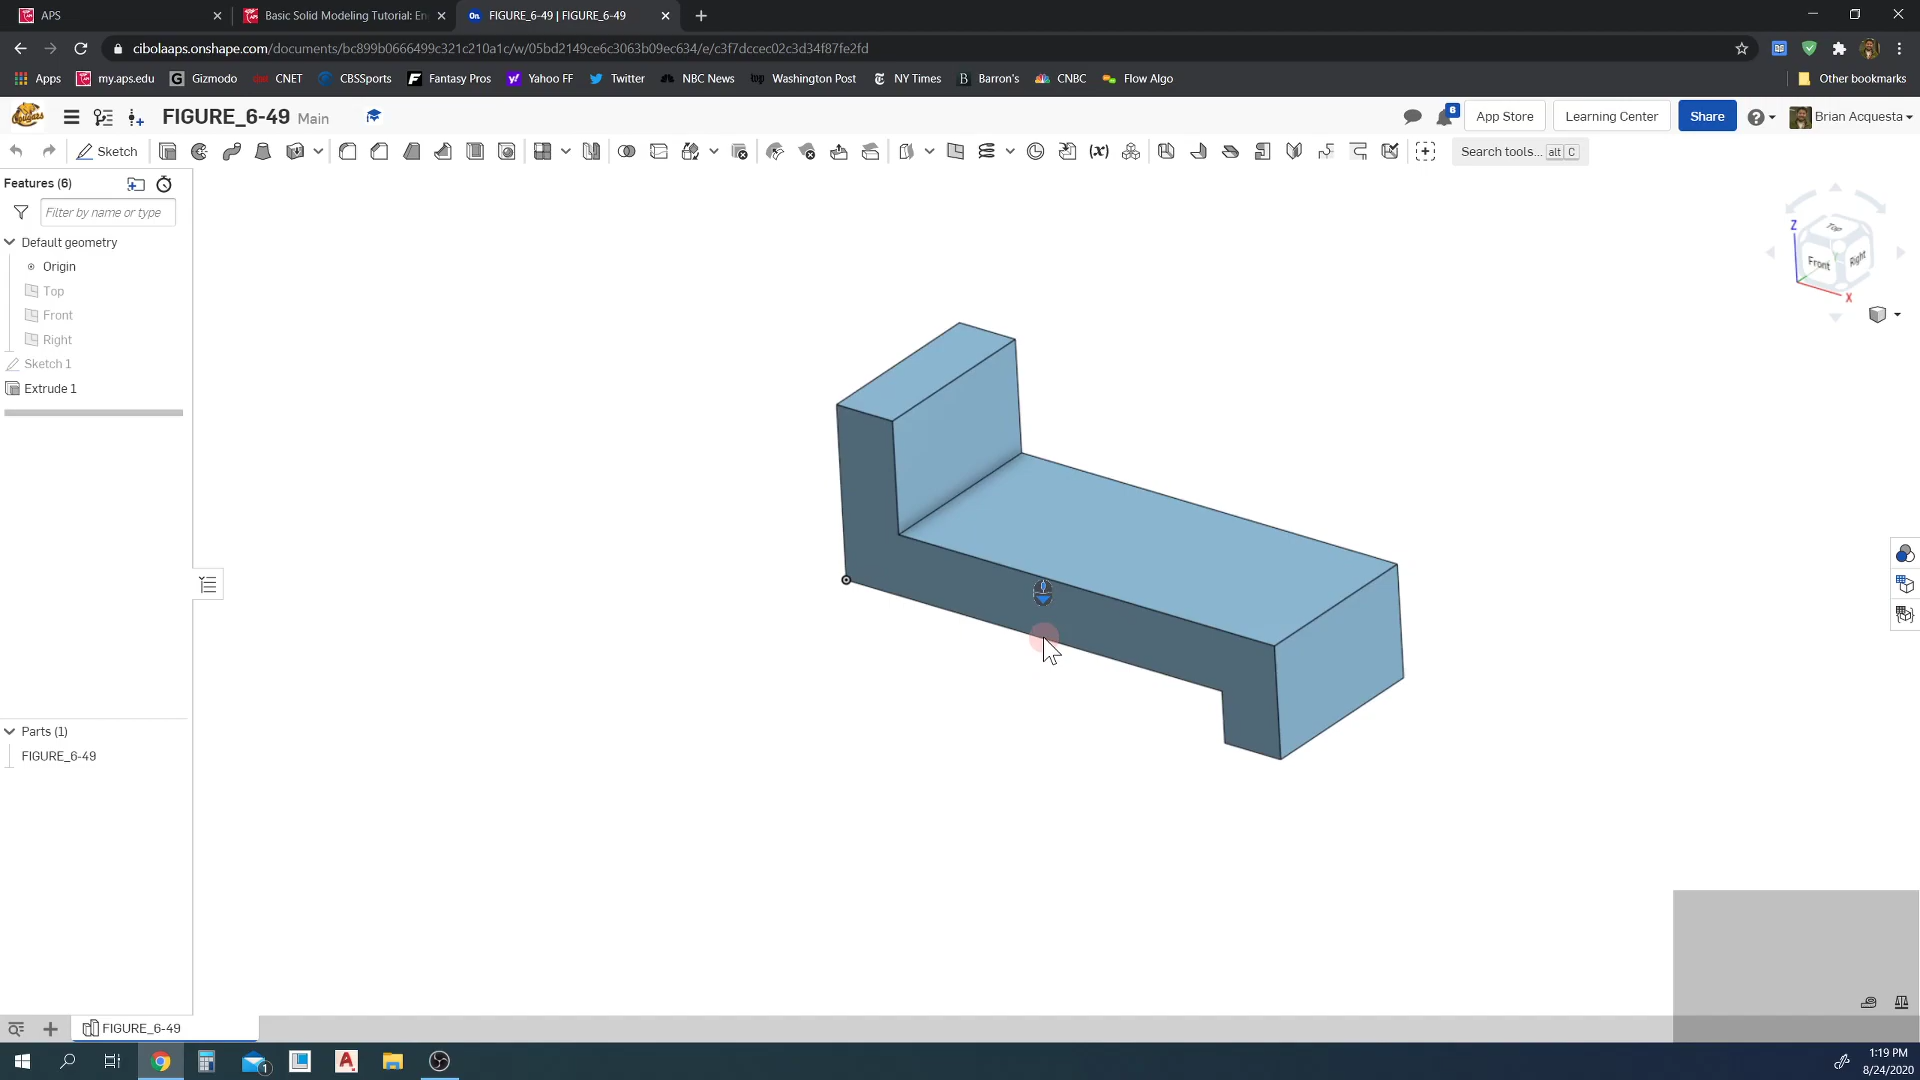 APS
Basic Solid Modeling Tutorial: En
On FIGURE_6-49 | FIGURE_6-49
cibolaaps.onshape.com/documents/bc899b0666499c321c210a1c/w/05bd2149ce6c3063b09ec634/e/c3f7dccec02c3d34f87fe2fd
Apps my.aps.edu Gizmodo CNET CBSSports Fantasy Pros Yahoo FF Twitter NBC News Washington Post NY Times Barron's CNBC Flow Algo Other bookmarks
FIGURE_6-49 Main 6 App Store Learning Center Share Brian Acquesta
Sketch Search tools... alt C
Features (6)
Filter by name or type
Default geometry
Origin
Top
Front
Right
Sketch 1
Extrude 1
Z
Top
Front
Right
X
Parts (1)
FIGURE_6-49
FIGURE_6-49
1
1:19 PM
8/24/2020